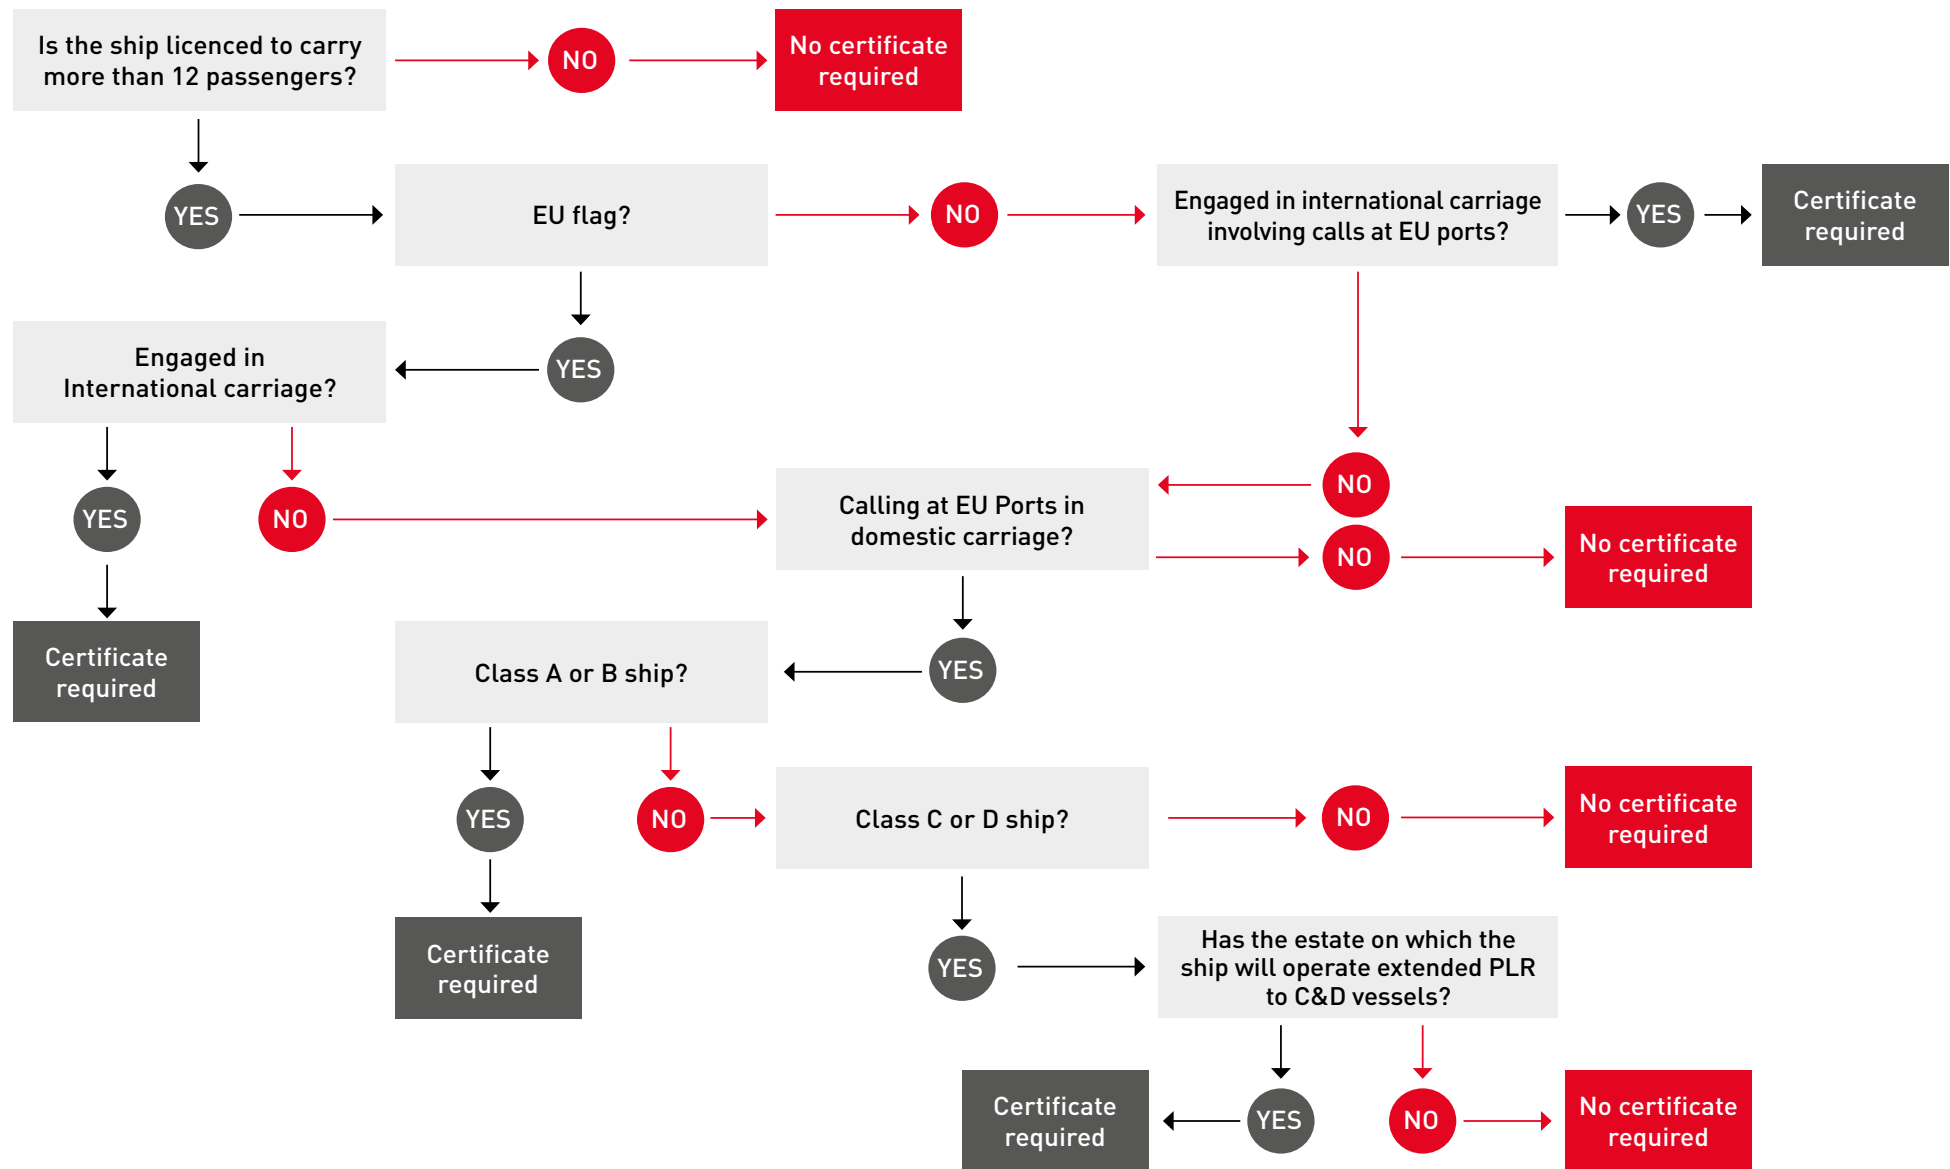 Is the ship licenced to carry
more than 12 passengers?
NO
No certificate
required
YES
EU flag?
NO
Engaged in international carriage
involving calls at EU ports?
YES
Certificate
required
Engaged in
International carriage?
YES
YES
NO
Calling at EU Ports in
domestic carriage?
NO
NO
No certificate
required
Certificate
required
Class A or B ship?
YES
YES
NO
Class C or D ship?
NO
No certificate
required
Certificate
required
YES
Has the estate on which the
ship will operate extended PLR
to C&D vessels?
Certificate
required
YES
NO
No certificate
required